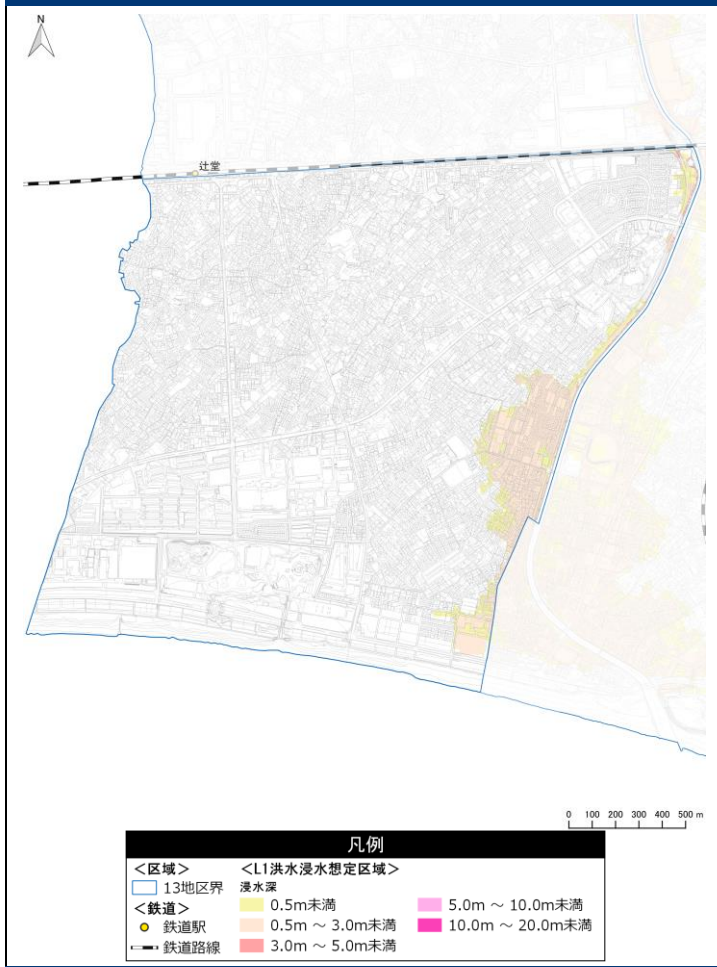 N
辻堂
0 100 200 300 400 500 m
凡例
＜区域＞
13地区界
＜鉄道＞
鉄道駅
鉄道路線
＜L1洪水浸水想定区域＞
浸水深
0.5m未満
0.5m ～ 3.0m未満
3.0m ～ 5.0m未満
5.0m ～ 10.0m未満
10.0m ～ 20.0m未満